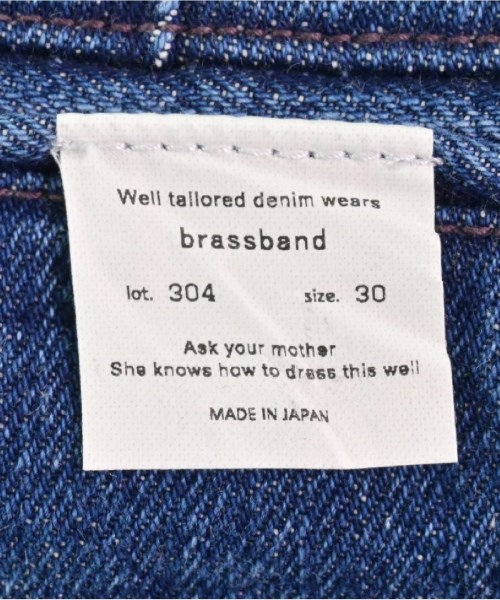 Well tailored denim wears
brassband
lot. 304 size. 30
Ask your mother
She knows how to dress this well
MADE IN JAPAN